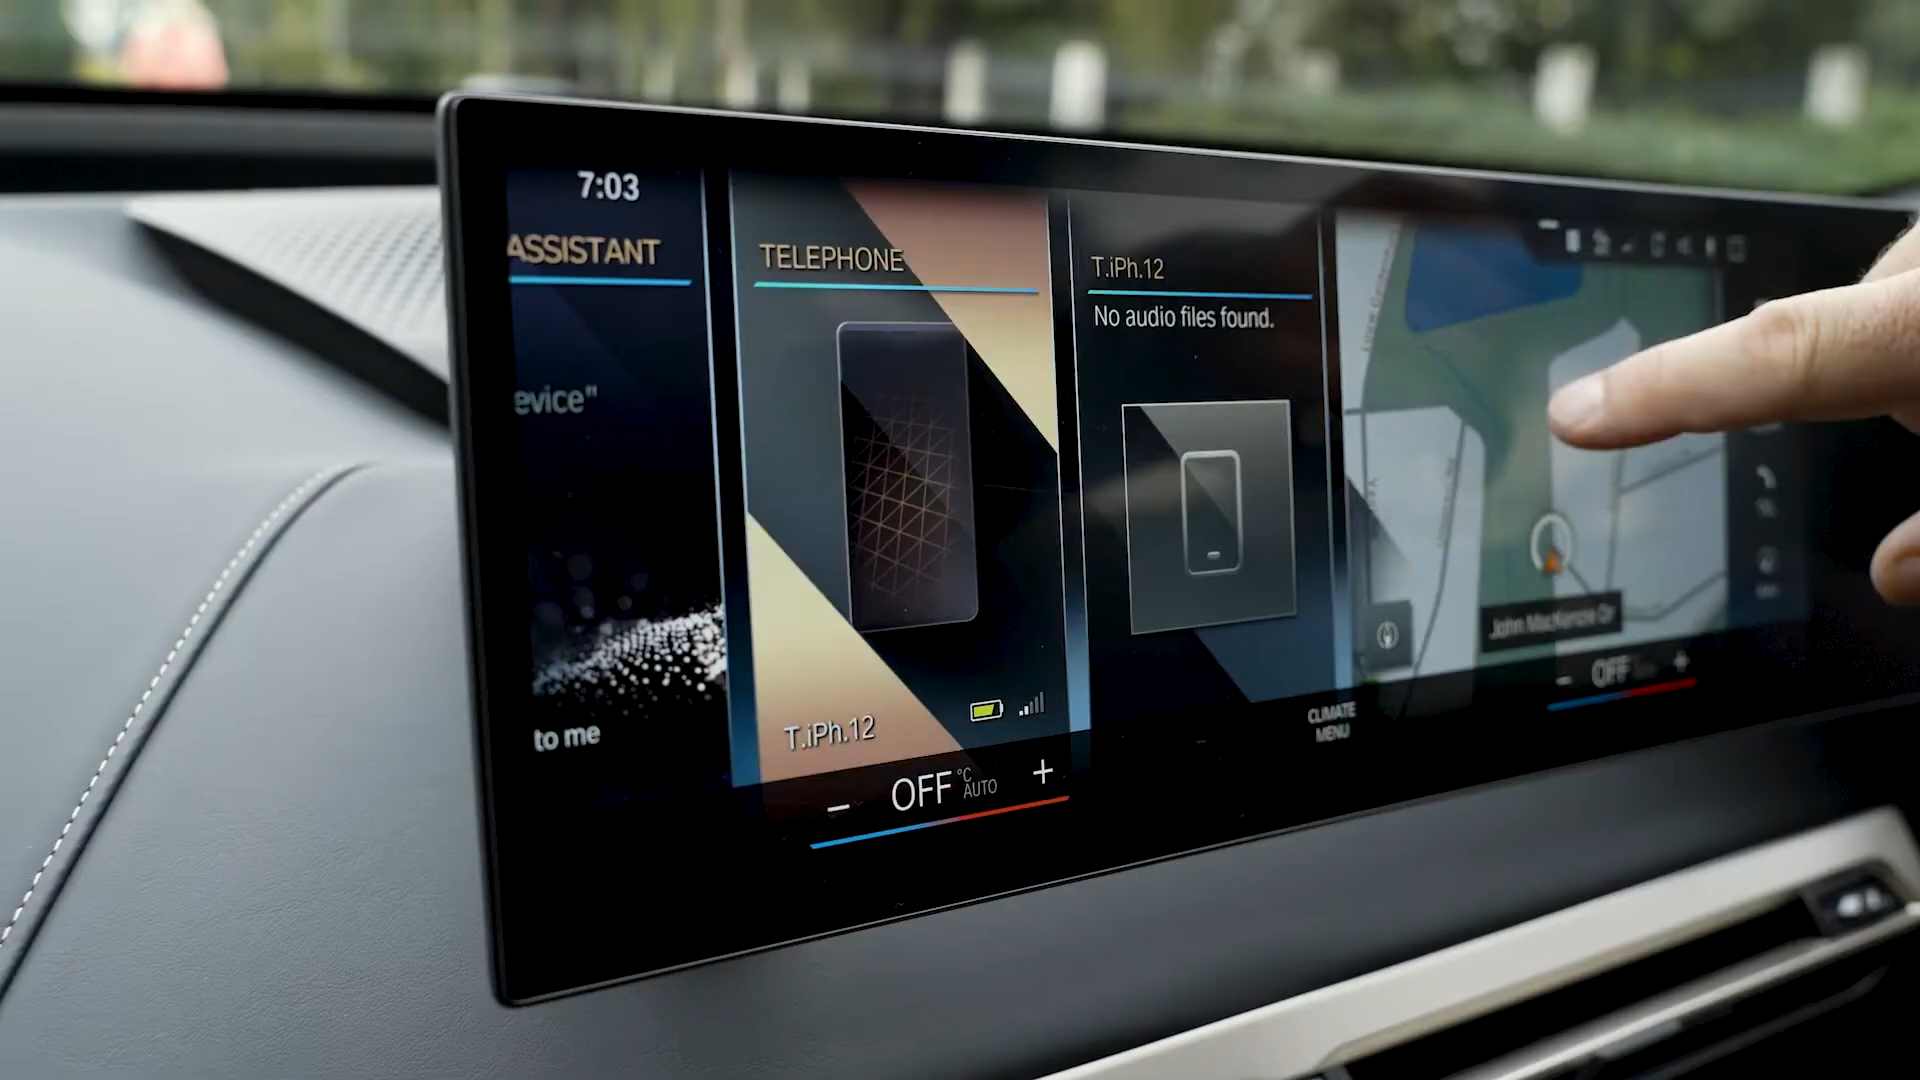 7:03
ASSISTANT
evice"
to me
TELEPHONE
T.iPh.12
T.iPh.12
No audio files found.
John MacKenzie Dr
- OFF °C AUTO +
CLIMATE
MENU
- OFF +